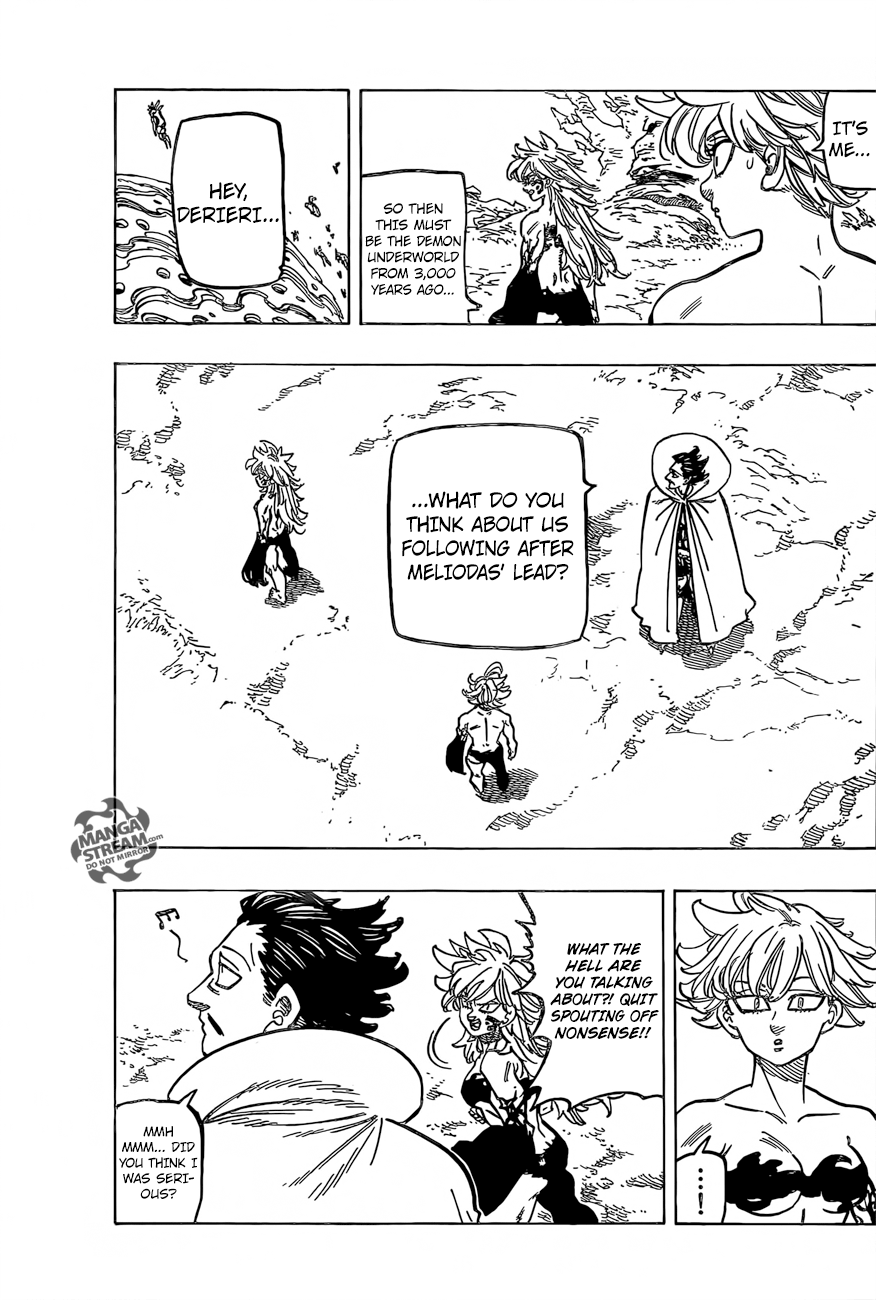 IT'S
ME...
SO THEN
THIS MUST
BE THE DEMON
UNDERWORLD
FROM 3,000
YEARS AGO...
HEY,
DERIERI...
...WHAT DO YOU
THINK ABOUT US
FOLLOWING AFTER
MELIODAS' LEAD?
MANGA
STREAM.com
DO NOT MIRROR
...!
WHAT THE
HELL ARE
YOU TALKING
ABOUT?! QUIT
SPOUTING OFF
NONSENSE!!
MMH
MMM... DID
YOU THINK I
WAS SERI-
OUS?